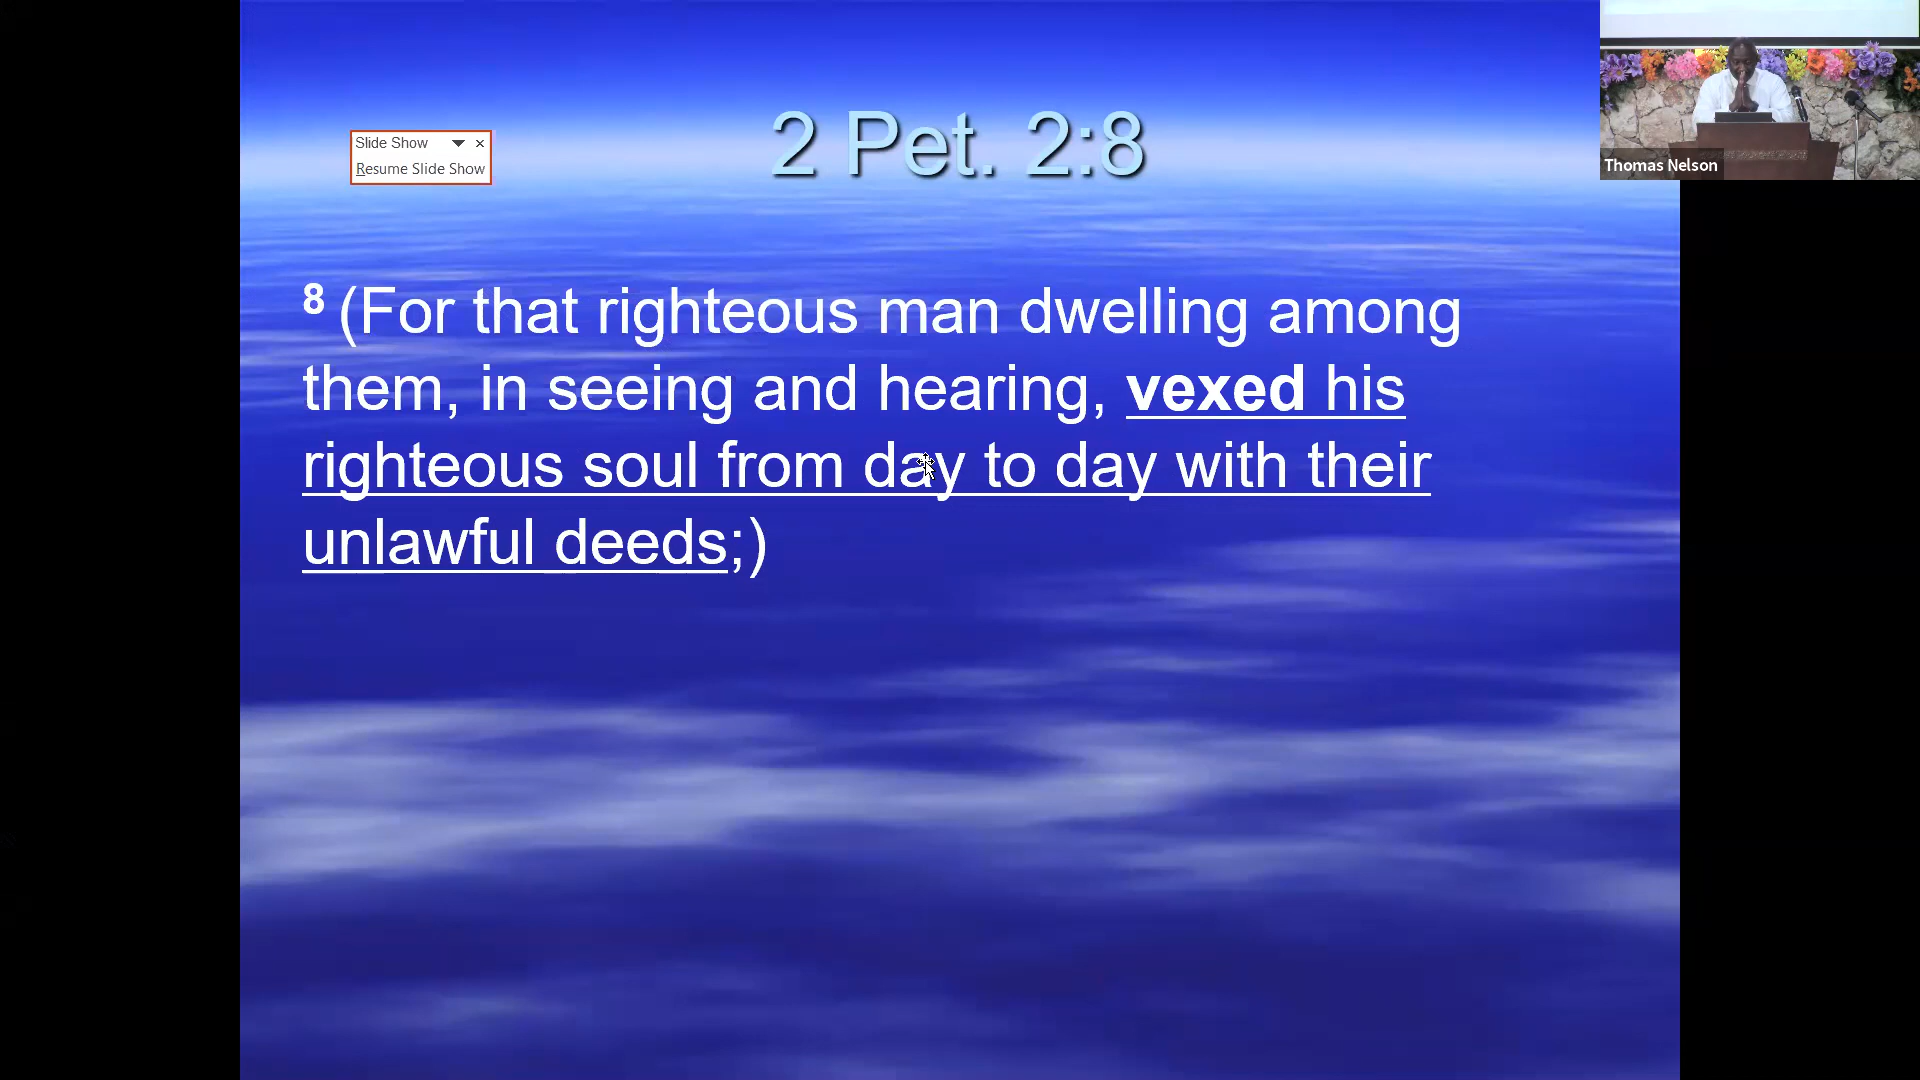 2 Pet. 2:8
Slide Show
Resume Slide Show
8 (For that righteous man dwelling among
them, in seeing and hearing, vexed his
righteous soul from day to day with their
unlawful deeds;)
Thomas Nelson